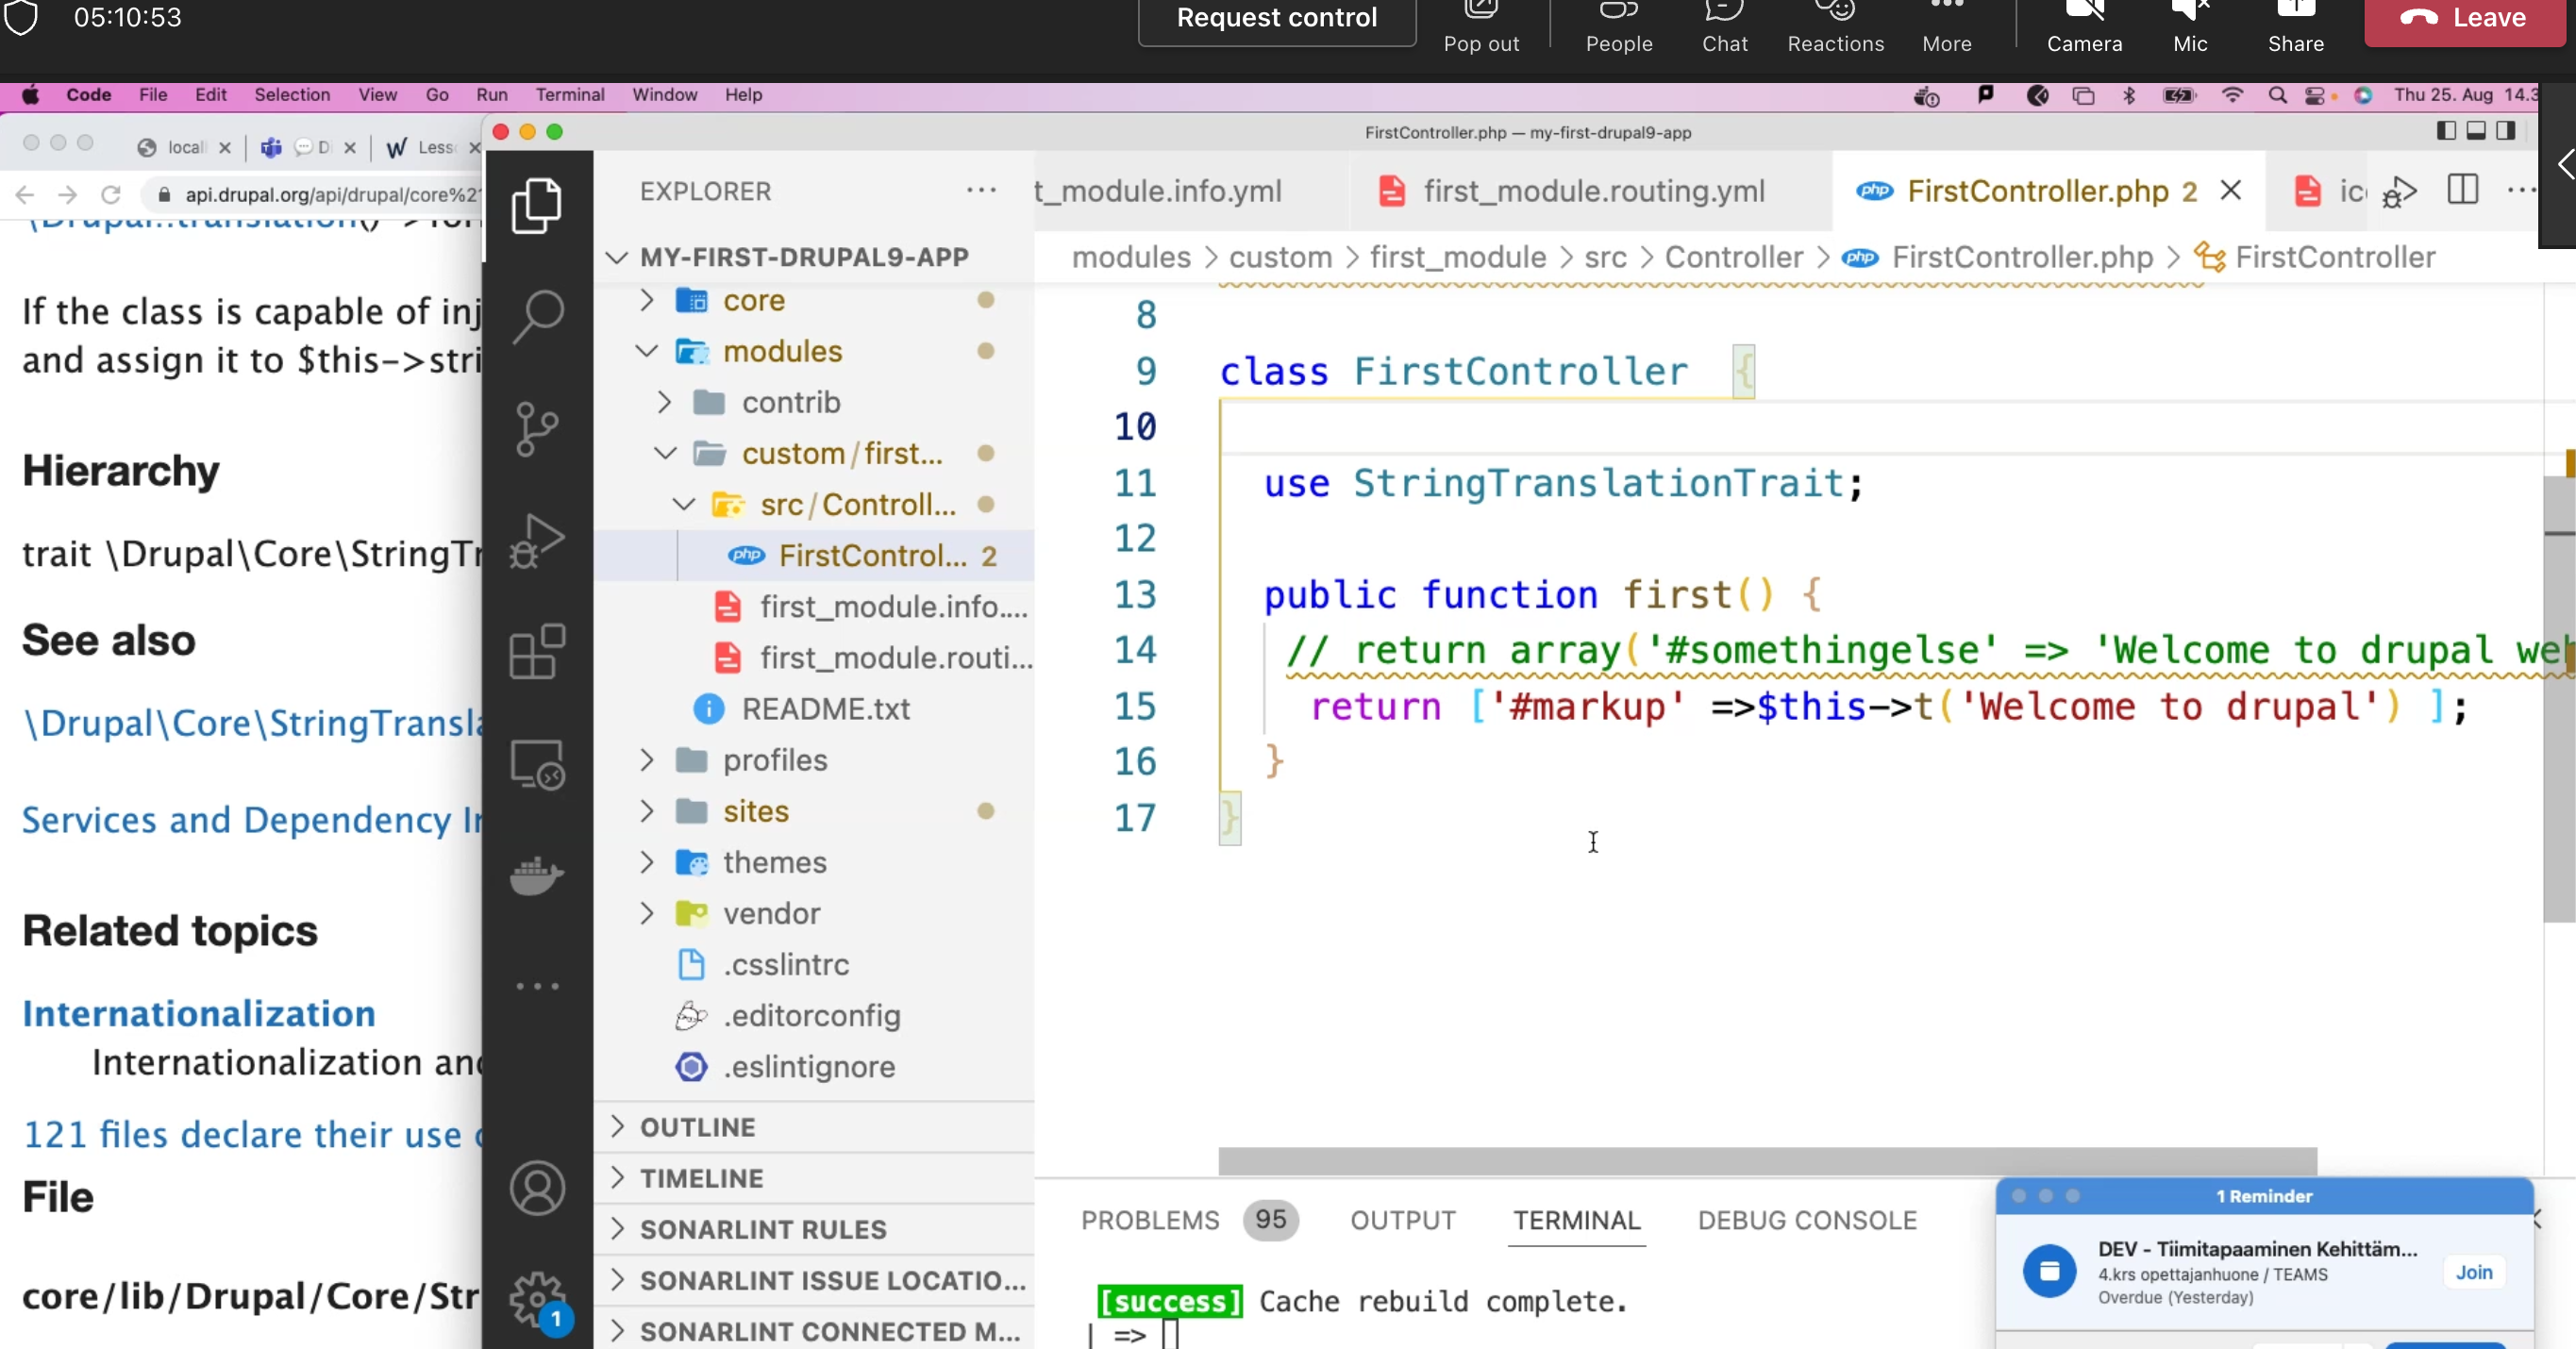 05:10:53
Request control
Pop out
People
Chat
Reactions
More
Camera
Mic
Share
Leave
Code File Edit Selection View Go Run Terminal Window Help
Thu 25. Aug 14.3
FirstController.php — my-first-drupal9-app
local
Less
api.drupal.org/api/drupal/core%2
If the class is capable of inj
and assign it to $this->stri
Hierarchy
trait \Drupal\Core\StringTr
See also
\Drupal\Core\StringTransla
Services and Dependency In
Related topics
Internationalization
Internationalization and
121 files declare their use
File
core/lib/Drupal/Core/Str
EXPLORER
MY-FIRST-DRUPAL9-APP
core
modules
contrib
custom/first...
src/Controll...
FirstControl... 2
first_module.info....
first_module.routi...
README.txt
profiles
sites
themes
vendor
.csslintrc
.editorconfig
.eslintignore
OUTLINE
TIMELINE
SONARLINT RULES
SONARLINT ISSUE LOCATIO...
SONARLINT CONNECTED M...
1
t_module.info.yml
first_module.routing.yml
php FirstController.php 2
modules > custom > first_module > src > Controller > php FirstController.php > FirstController
8
9 class FirstController {
10
11 use StringTranslationTrait;
12
13 public function first() {
14 // return array('#somethingelse' => 'Welcome to drupal we
15 return ['#markup' =>$this->t('Welcome to drupal') ];
16 }
17 }
PROBLEMS 95 OUTPUT TERMINAL DEBUG CONSOLE
[success] Cache rebuild complete.
| =>
1 Reminder
DEV - Tiimitapaaminen Kehittäm...
4.krs opettajanhuone / TEAMS
Overdue (Yesterday)
Join